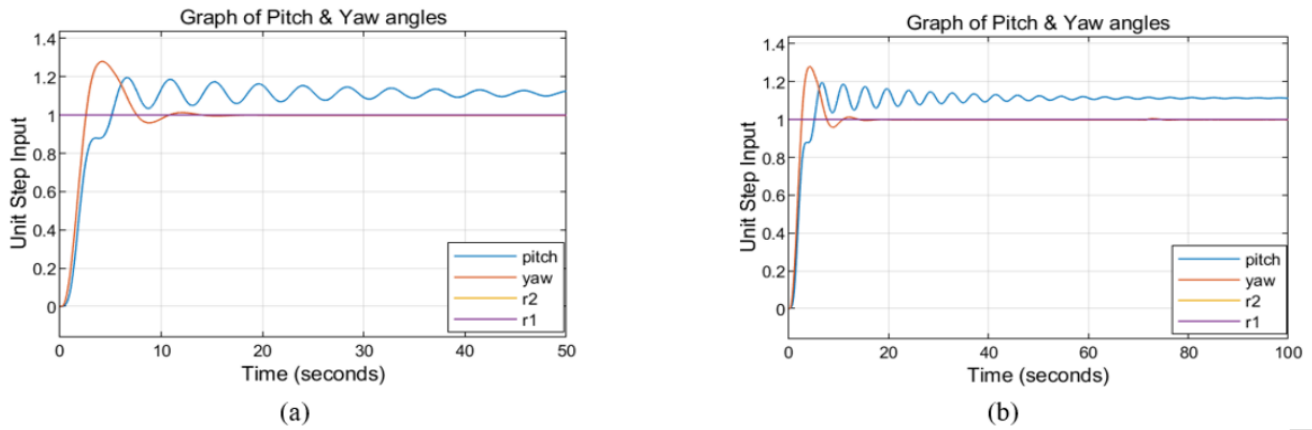 Graph of Pitch & Yaw angles
1.4
1.2
1
0.8
0.6
0.4
0.2
0
Unit Step Input
pitch
yaw
r2
r1
0 10 20 30 40 50
Time (seconds)
(a)
Graph of Pitch & Yaw angles
1.4
1.2
1
0.8
0.6
0.4
0.2
0
Unit Step Input
pitch
yaw
r2
r1
0 20 40 60 80 100
Time (seconds)
(b)